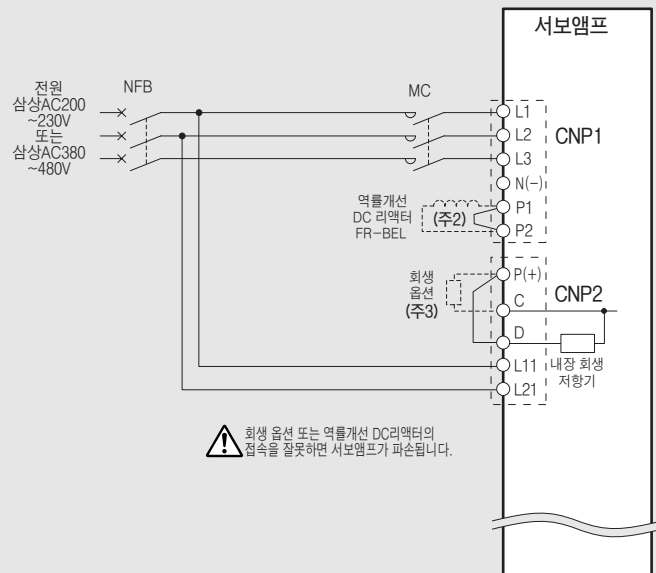 서보앰프
전원
삼상AC200
~230V
또는
삼상AC380
~480V
NFB
MC
L1
L2
L3
N(−)
P1
P2
CNP1
역률개선
DC 리액터
FR−BEL
(주2)
회생
옵션
(주3)
P(+)
C
D
L11
L21
CNP2
내장 회생
저항기
회생 옵션 또는 역률개선 DC리액터의
접속을 잘못하면 서보앰프가 파손됩니다.